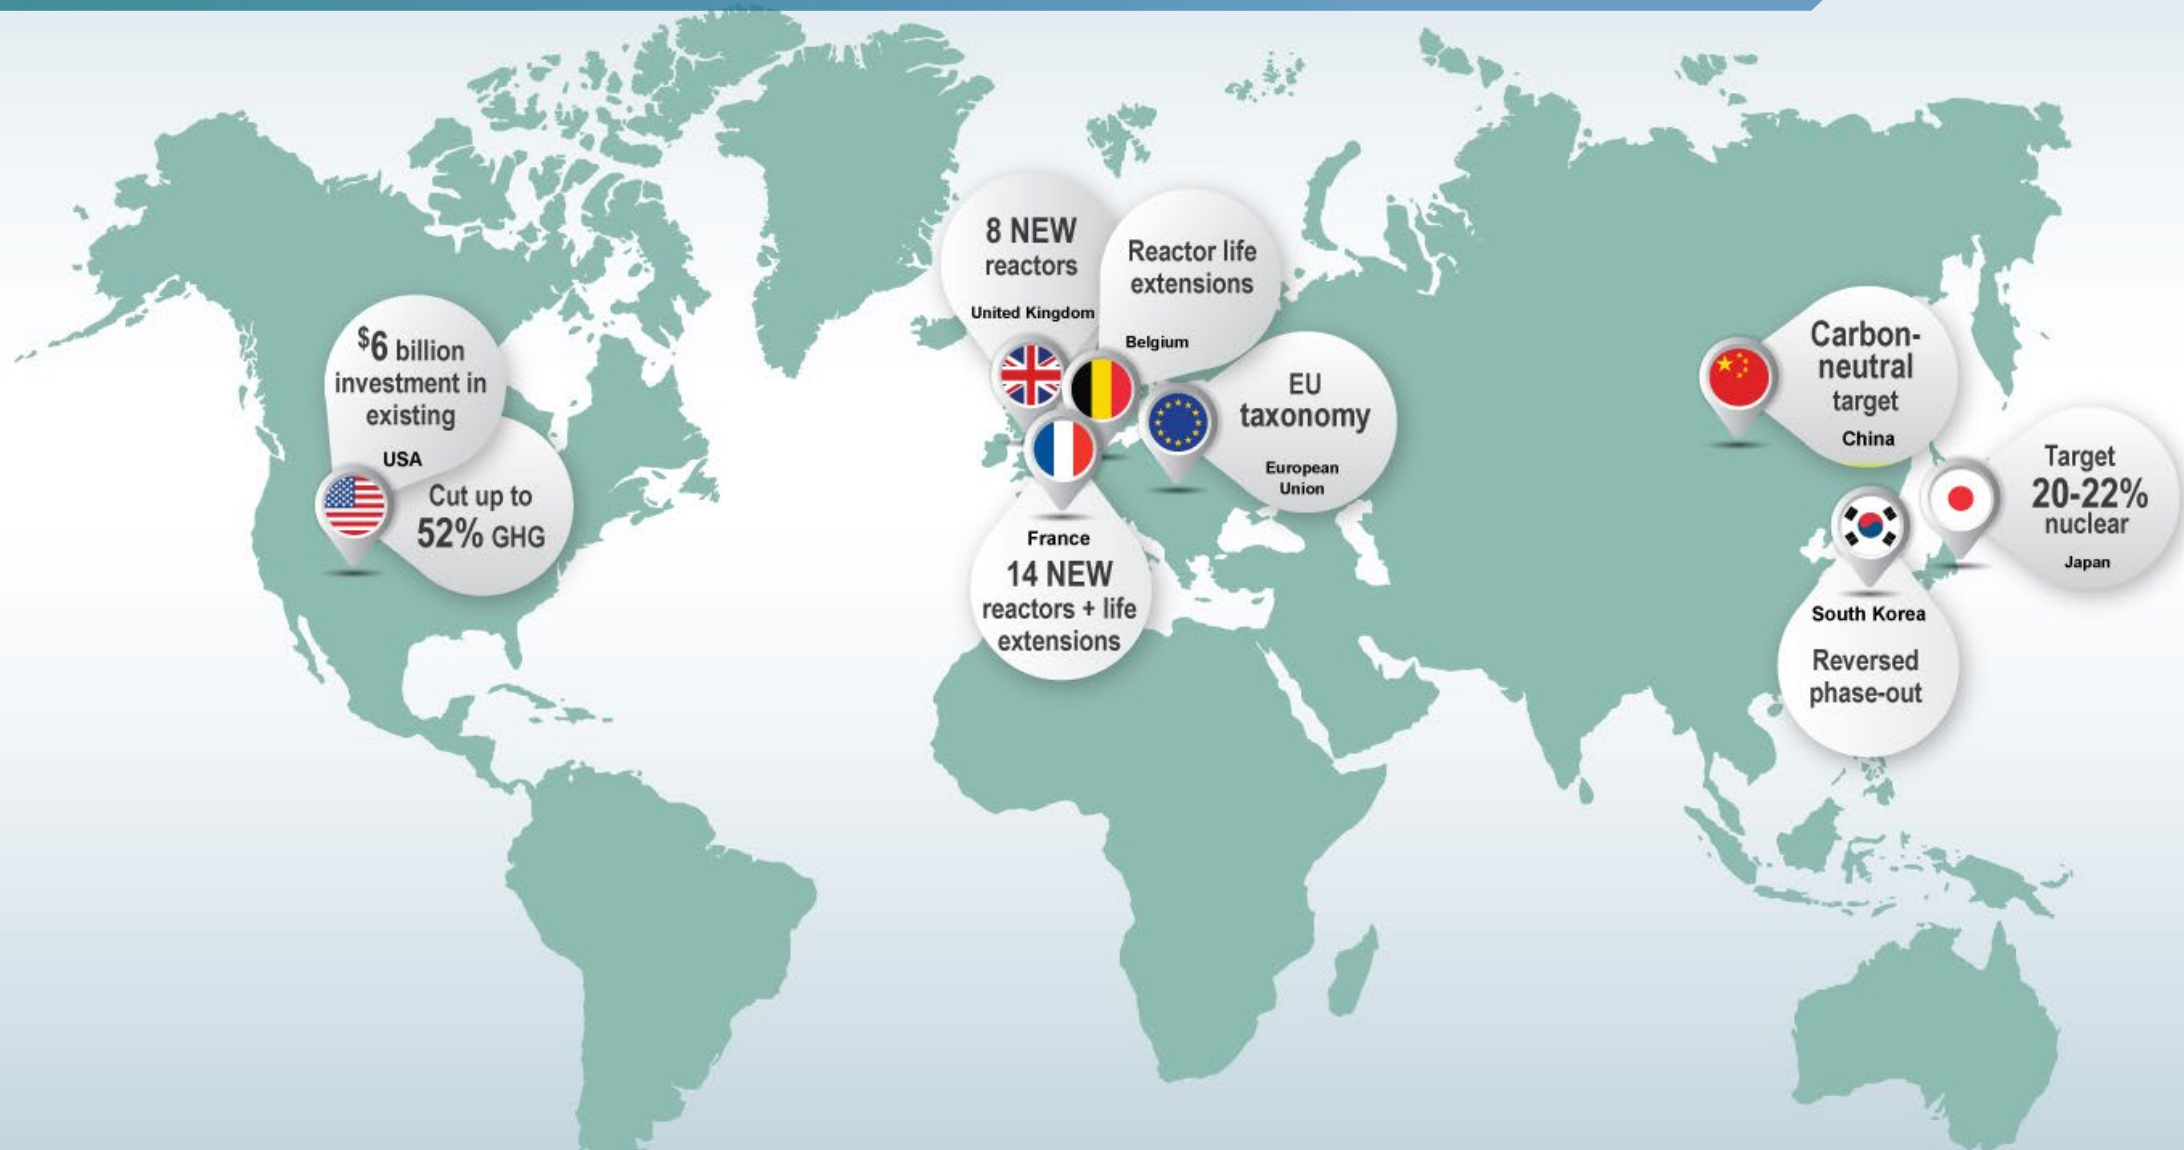 $6 billion
investment in
existing
USA
Cut up to
52% GHG
8 NEW
reactors
United Kingdom
Reactor life
extensions
Belgium
EU
taxonomy
European
Union
France
14 NEW
reactors + life
extensions
Carbon-
neutral
target
China
Target
20-22%
nuclear
Japan
South Korea
Reversed
phase-out